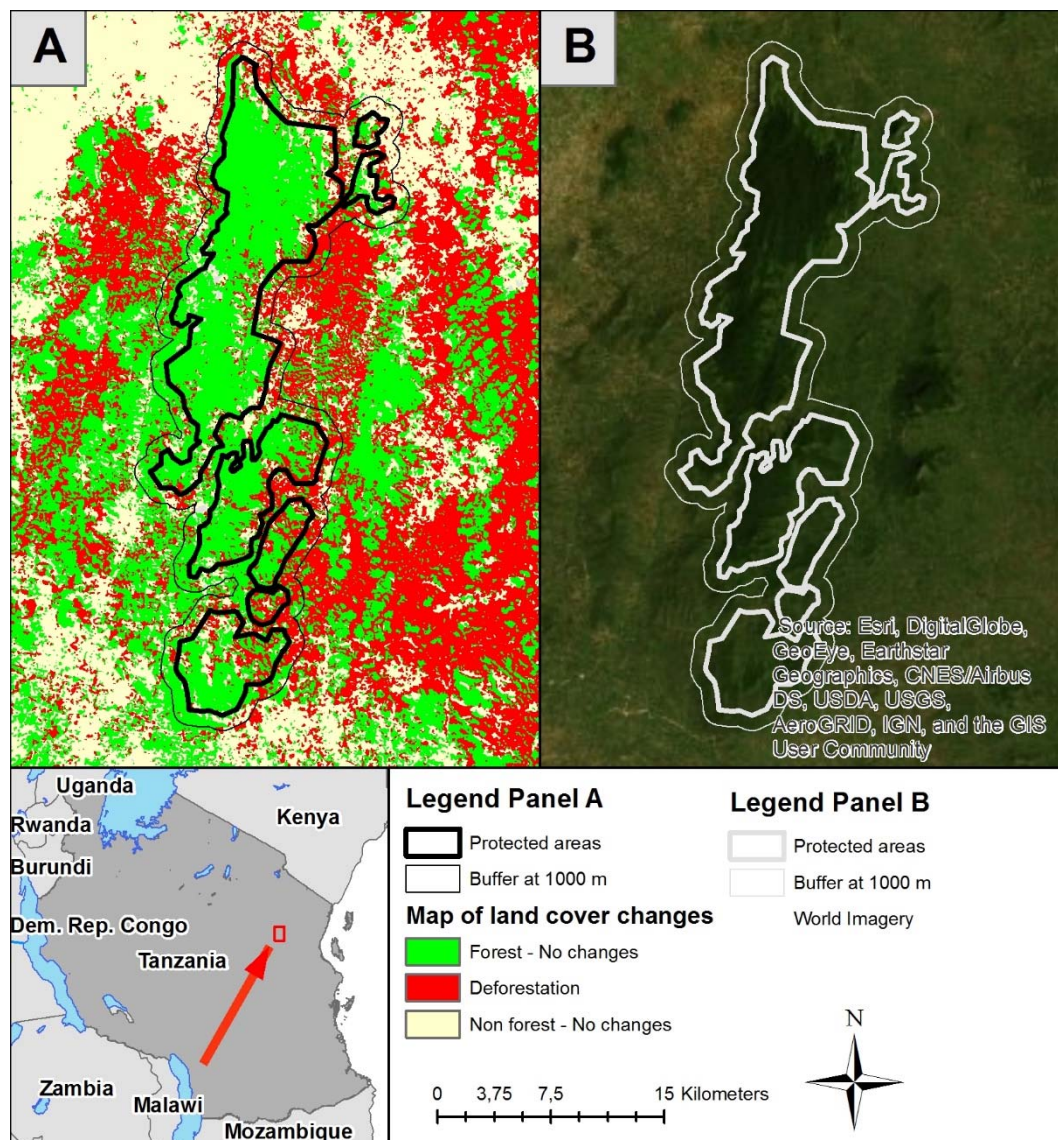 A
B
Source: Esri, DigitalGlobe,
GeoEye, Earthstar
Geographics, CNES/Airbus
DS, USDA, USGS,
AeroGRID, IGN, and the GIS
User Community
Uganda
Rwanda
Kenya
Burundi
Dem. Rep. Congo
Tanzania
Zambia
Malawi
Mozambique
Legend Panel A
Protected areas
Buffer at 1000 m
Map of land cover changes
Forest - No changes
Deforestation
Non forest - No changes
0 3,75 7,5 15 Kilometers
Legend Panel B
Protected areas
Buffer at 1000 m
World Imagery
N